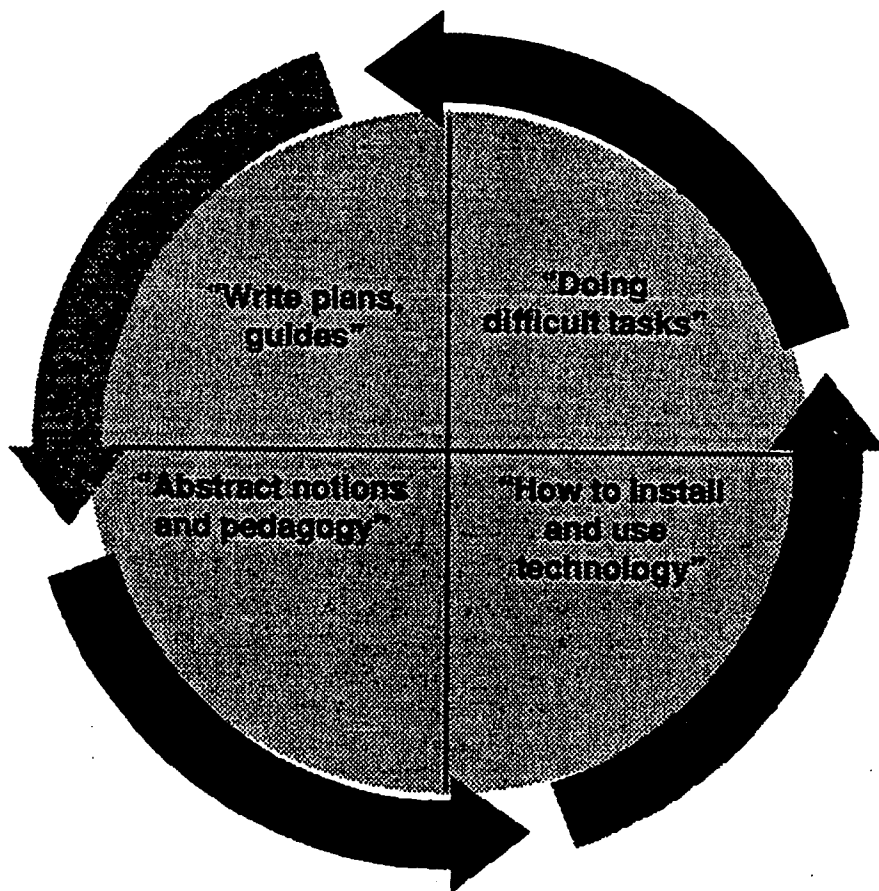 "Write plans,
guides"
"Doing
difficult tasks"
"Abstract notions
and pedagogy"
"How to install
and use
technology"